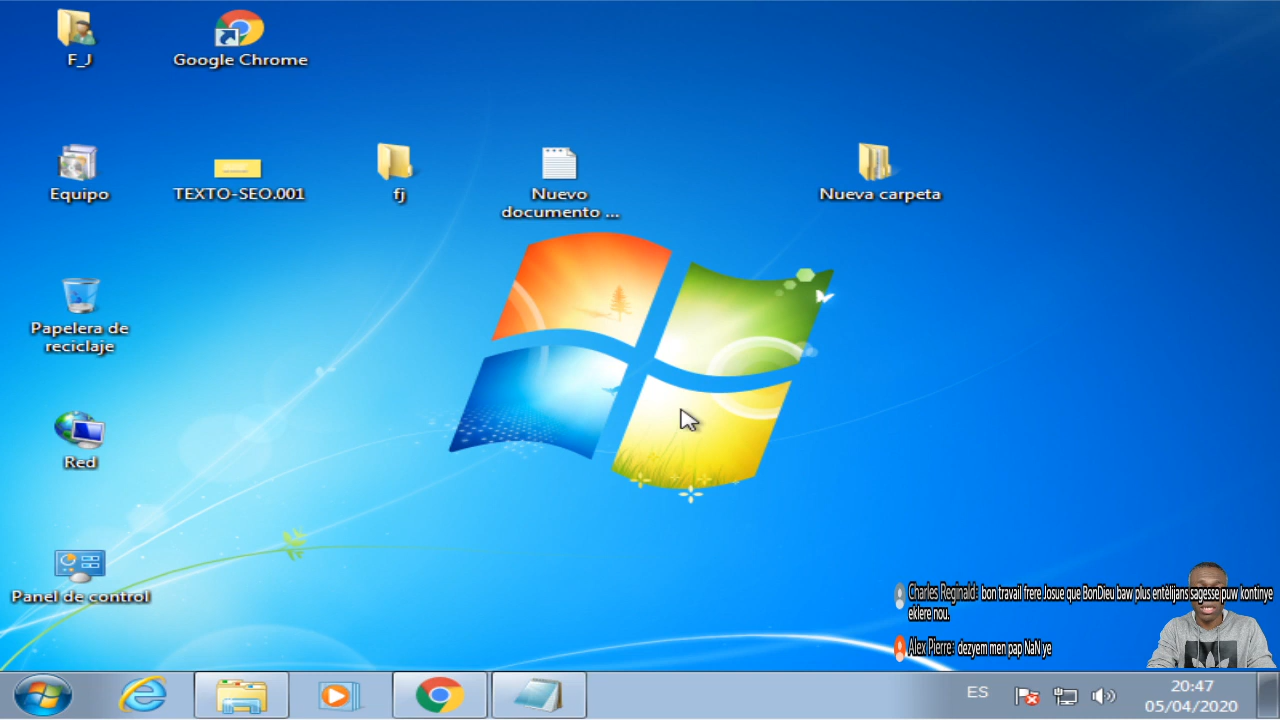 F_J
Google Chrome
Equipo
TEXTO-SEO.001
fj
Nuevo
documento ...
Nueva carpeta
Papelera de
reciclaje
Red
Panel de control
Charles Reginald: bon travail frere Josue que BonDieu baw plus entèlijans sagesse puw kontinye
eklere nou.
Alex Pierre: dezyem men pap NaN ye
ES
20:47
05/04/2020